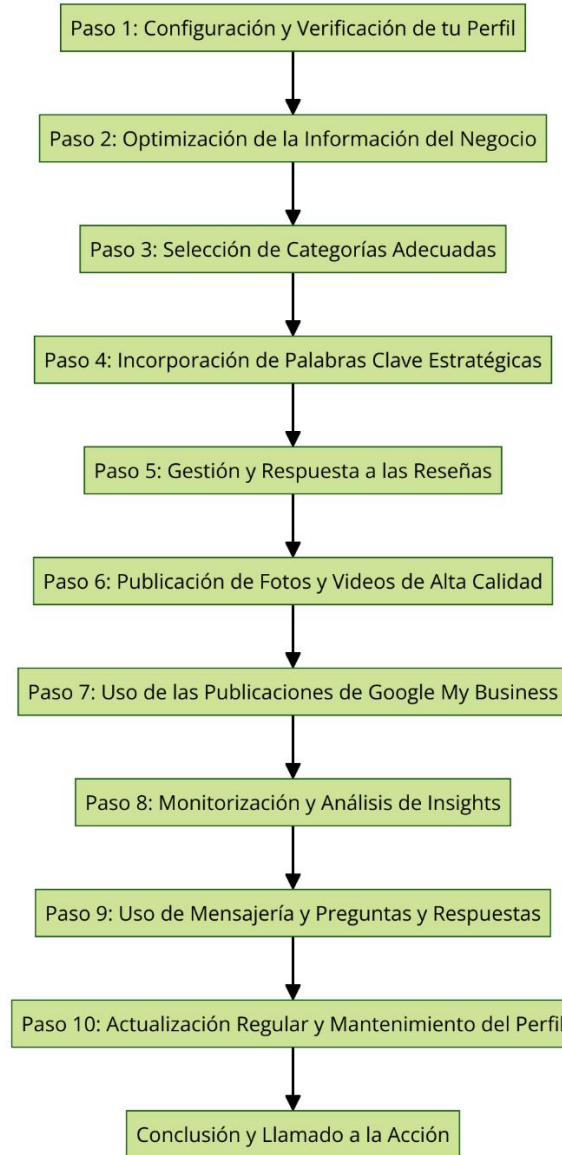 Paso 1: Configuración y Verificación de tu Perfil
Paso 2: Optimización de la Información del Negocio
Paso 3: Selección de Categorías Adecuadas
Paso 4: Incorporación de Palabras Clave Estratégicas
Paso 5: Gestión y Respuesta a las Reseñas
Paso 6: Publicación de Fotos y Videos de Alta Calidad
Paso 7: Uso de las Publicaciones de Google My Business
Paso 8: Monitorización y Análisis de Insights
Paso 9: Uso de Mensajería y Preguntas y Respuestas
Paso 10: Actualización Regular y Mantenimiento del Perfil
Conclusión y Llamado a la Acción